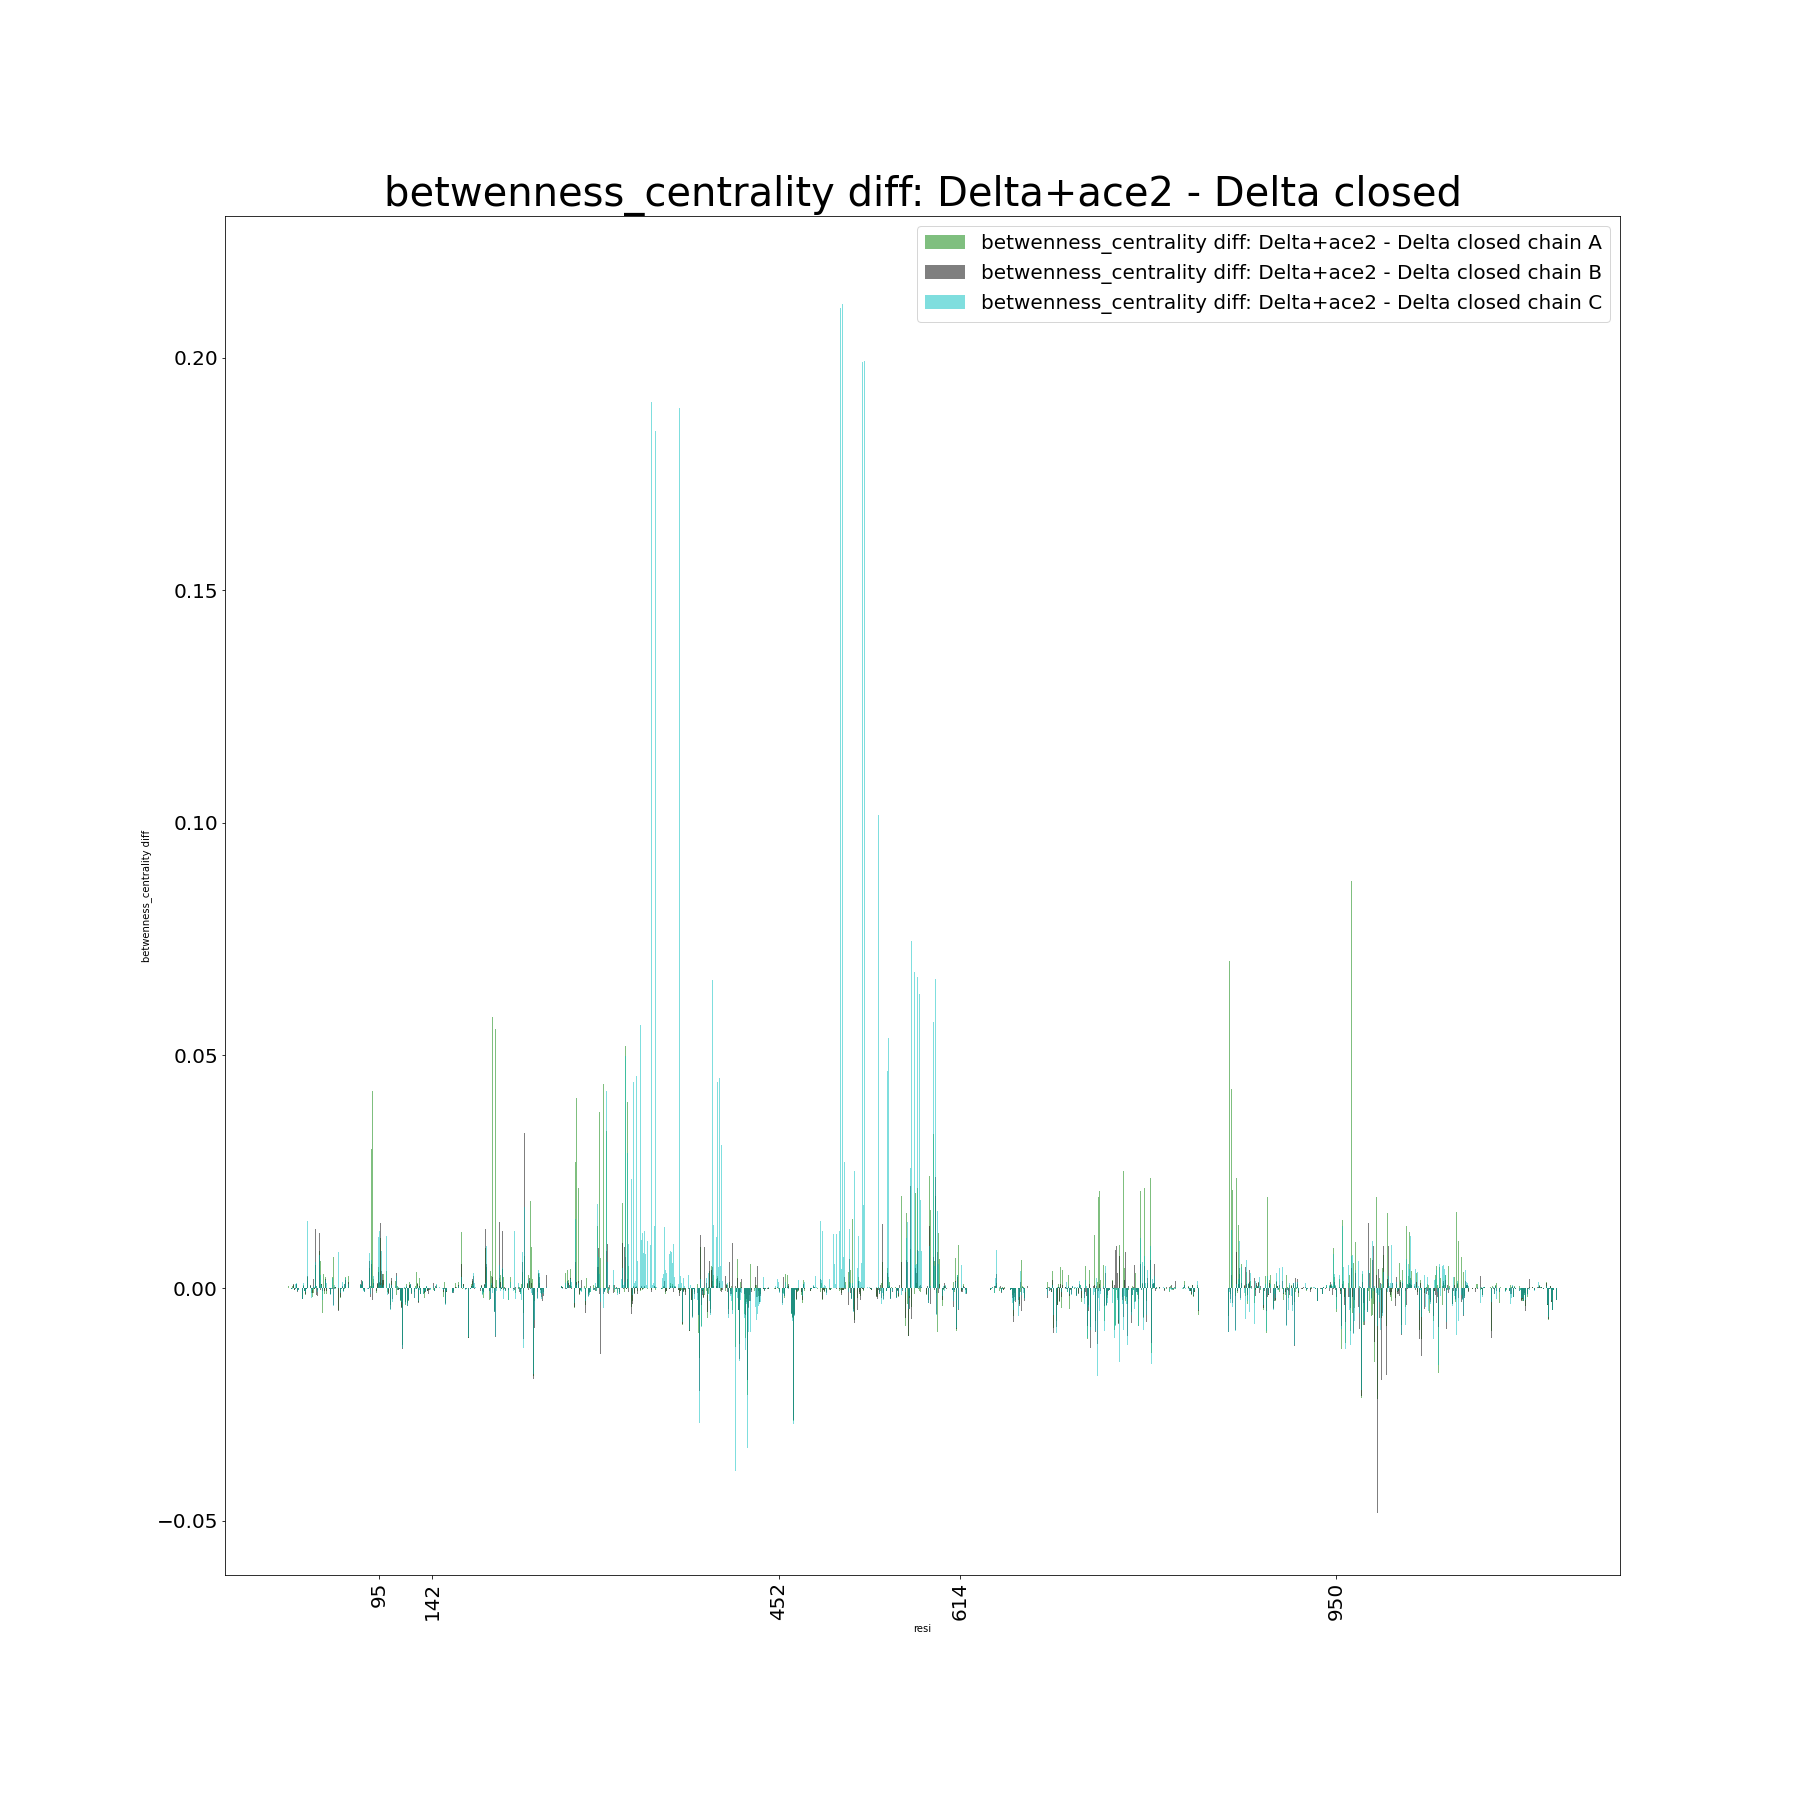 betwenness_centrality diff: Delta+ace2 - Delta closed
betwenness_centrality diff: Delta+ace2 - Delta closed chain A
betwenness_centrality diff: Delta+ace2 - Delta closed chain B
betwenness_centrality diff: Delta+ace2 - Delta closed chain C
0.20
0.15
0.10
0.05
0.00
−0.05
betwenness_centrality diff
95
142
452
614
950
resi